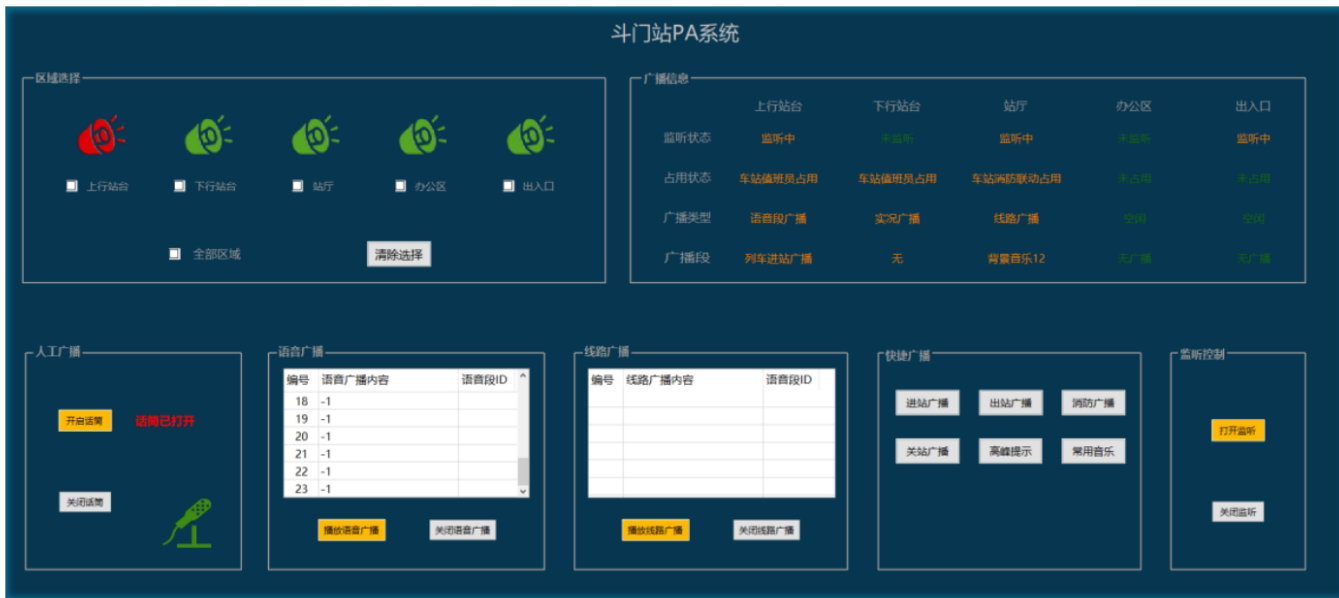 斗门站PA系统
区域选择
上行站台 下行站台 站厅 办公区 出入口
全部区域 清除选择
广播信息
上行站台 下行站台 站厅 办公区 出入口
监听状态 监听中 未监听 监听中 未监听 监听中
占用状态 车站值班员占用 车站值班员占用 车站消防联动占用 未占用 未占用
广播类型 语音段广播 实况广播 线路广播 空闲 空闲
广播段 列车进站广播 无 背景音乐12 无广播 无广播
人工广播
开启话筒 话筒已打开
关闭话筒
语音广播
编号 语音广播内容 语音段ID
18 -1
19 -1
20 -1
21 -1
22 -1
23 -1
播放语音广播 关闭语音广播
线路广播
编号 线路广播内容 语音段ID
播放线路广播 关闭线路广播
快捷广播
进站广播 出站广播 消防广播
关站广播 高峰提示 常用音乐
监听控制
打开监听
关闭监听